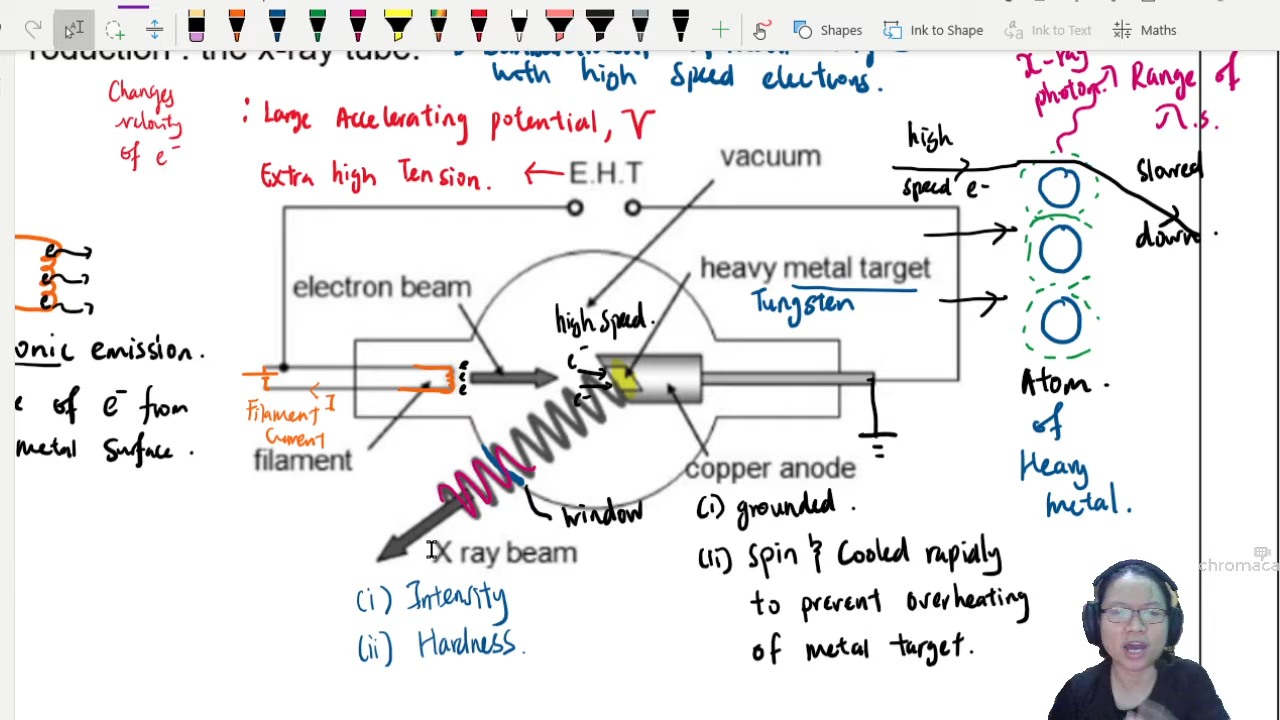 Shapes
Ink to Shape
Ink to Text
Maths
roduction : the x-ray tube.
with high speed electrons.
Changes
velocity
of e⁻
: Large Accelerating potential, V
Extra high Tension. ← E.H.T
vacuum
X-ray
photon
Range of
λ.s.
high
speed e⁻
Slowed
down.
electron beam
heavy metal target
Tungsten
high speed.
e⁻
e⁻
e
e
e
e
e
e
onic emission.
e of e⁻ from
metal surface.
I
Filament
Current
filament
copper anode
(i) grounded.
(ii) Spin & Cooled rapidly
to prevent overheating
of metal target.
window
X ray beam
(i) Intensity
(ii) Hardness.
Atom.
of
Heavy
metal.
chromaca